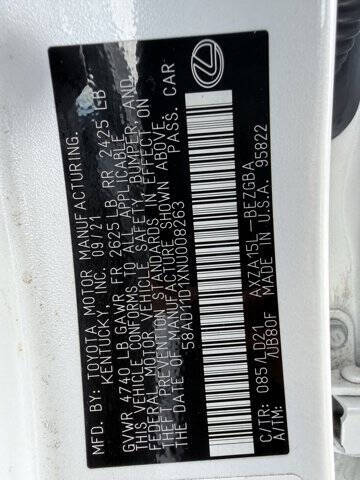 MFD. BY: TOYOTA MOTOR MANUFACTURING.
KENTUCKY, INC. 09/21
GVWR 4740 LB GAWR FR 2625 LB RR 2425 LB
THIS VEHICLE CONFORMS TO ALL APPLICABLE
FEDERAL MOTOR VEHICLE SAFETY, BUMPER, AND
THEFT PREVENTION STANDARDS IN EFFECT ON
THE DATE OF MANUFACTURE SHOWN ABOVE.
58AD11D1XNU008263 PASS. CAR
C/TR: 085/LD21 AXZA15L-BEZGBA
A/TM: /UB80F MADE IN U.S.A. 95822